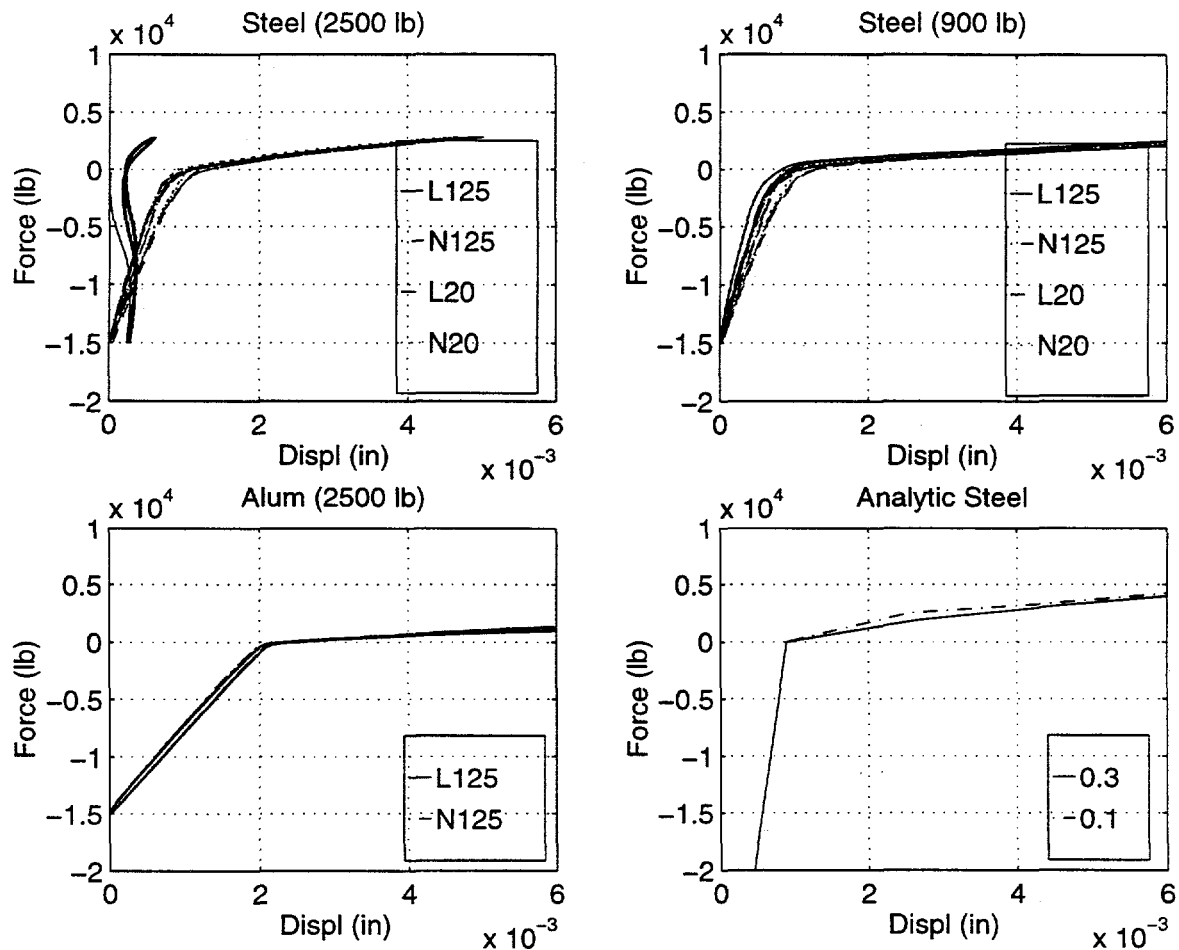 Steel (2500 lb)
x 10^4
1
0.5
0
−0.5
−1
−1.5
−2
Force (lb)
L125
N125
L20
N20
0
2
4
6
Displ (in)
x 10^−3
Steel (900 lb)
x 10^4
1
0.5
0
−0.5
−1
−1.5
−2
Force (lb)
L125
N125
L20
N20
0
2
4
6
Displ (in)
x 10^−3
Alum (2500 lb)
x 10^4
1
0.5
0
−0.5
−1
−1.5
−2
Force (lb)
L125
N125
0
2
4
6
Displ (in)
x 10^−3
Analytic Steel
x 10^4
1
0.5
0
−0.5
−1
−1.5
−2
Force (lb)
0.3
0.1
0
2
4
6
Displ (in)
x 10^−3